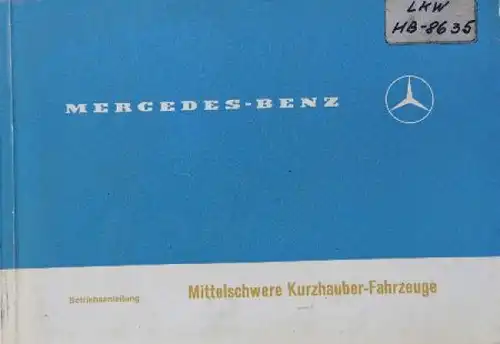 LKW
HB-8635
MERCEDES-BENZ
Betriebsanleitung Mittelschwere Kurzhauber-Fahrzeuge